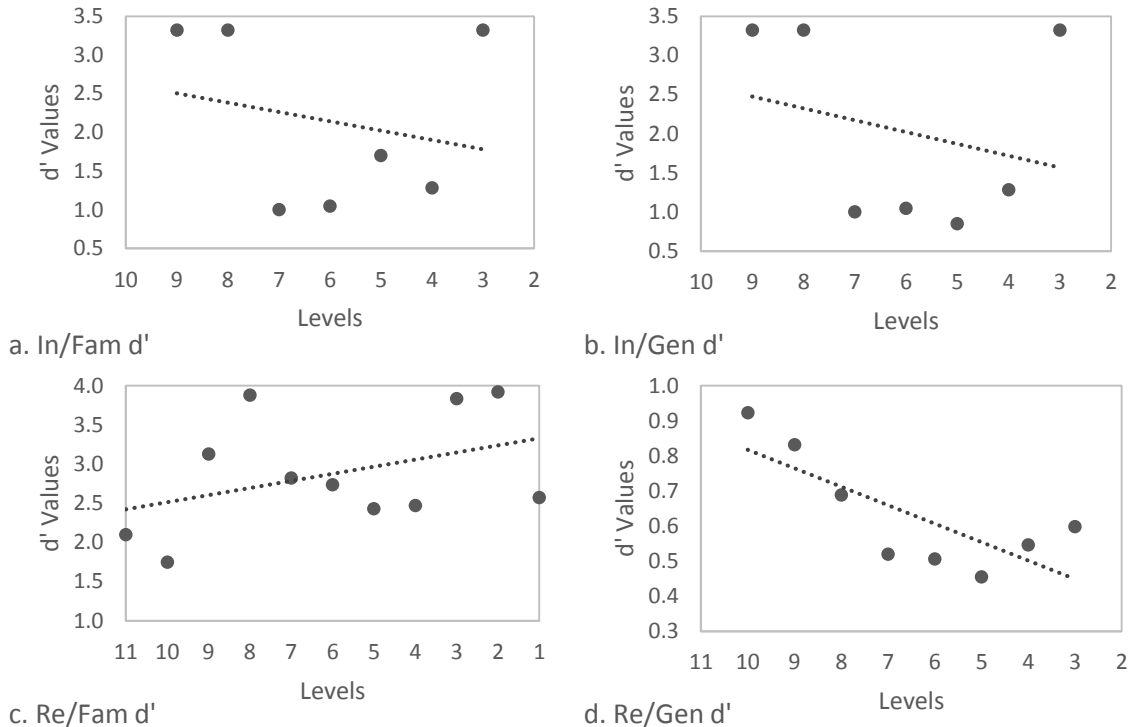 3.5
3.0
2.5
2.0
1.5
1.0
0.5
d' Values
10 9 8 7 6 5 4 3 2
Levels
a. In/Fam d'
3.5
3.0
2.5
2.0
1.5
1.0
0.5
d' Values
10 9 8 7 6 5 4 3 2
Levels
b. In/Gen d'
4.0
3.5
3.0
2.5
2.0
1.5
1.0
d' Values
11 10 9 8 7 6 5 4 3 2 1
Levels
c. Re/Fam d'
1.0
0.9
0.8
0.7
0.6
0.5
0.4
0.3
d' Values
11 10 9 8 7 6 5 4 3 2
Levels
d. Re/Gen d'